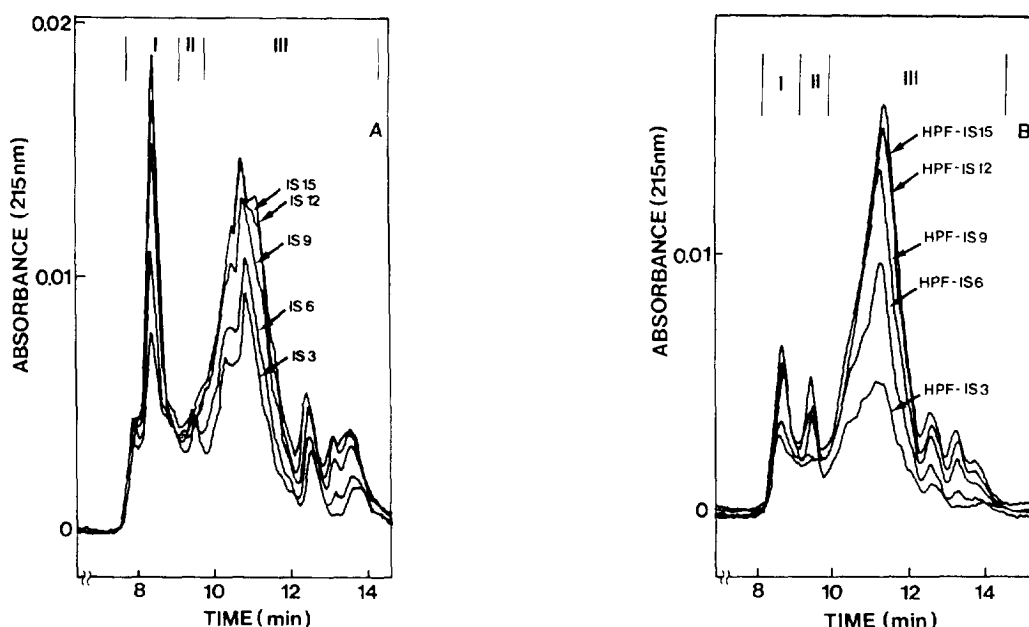 0.02
I
II
III
A
ABSORBANCE (215nm)
IS 15
IS 12
IS 9
0.01
IS 6
IS 3
0
8
10
12
14
TIME (min)
I
II
III
B
ABSORBANCE (215nm)
HPF-IS15
HPF-IS12
0.01
HPF-IS9
HPF-IS6
HPF-IS3
0
8
10
12
14
TIME (min)